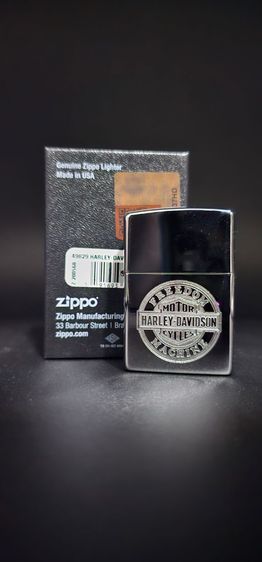 Genuine Zippo Lighter
Made in USA
49829 HARLEY-DAV
zippo
Zippo Manufacturing
33 Barbour Street 1 Bra
zippo.com
FREEDOM
MOTOR
HARLEY-DAVIDSON
CYCLES
MACHINE